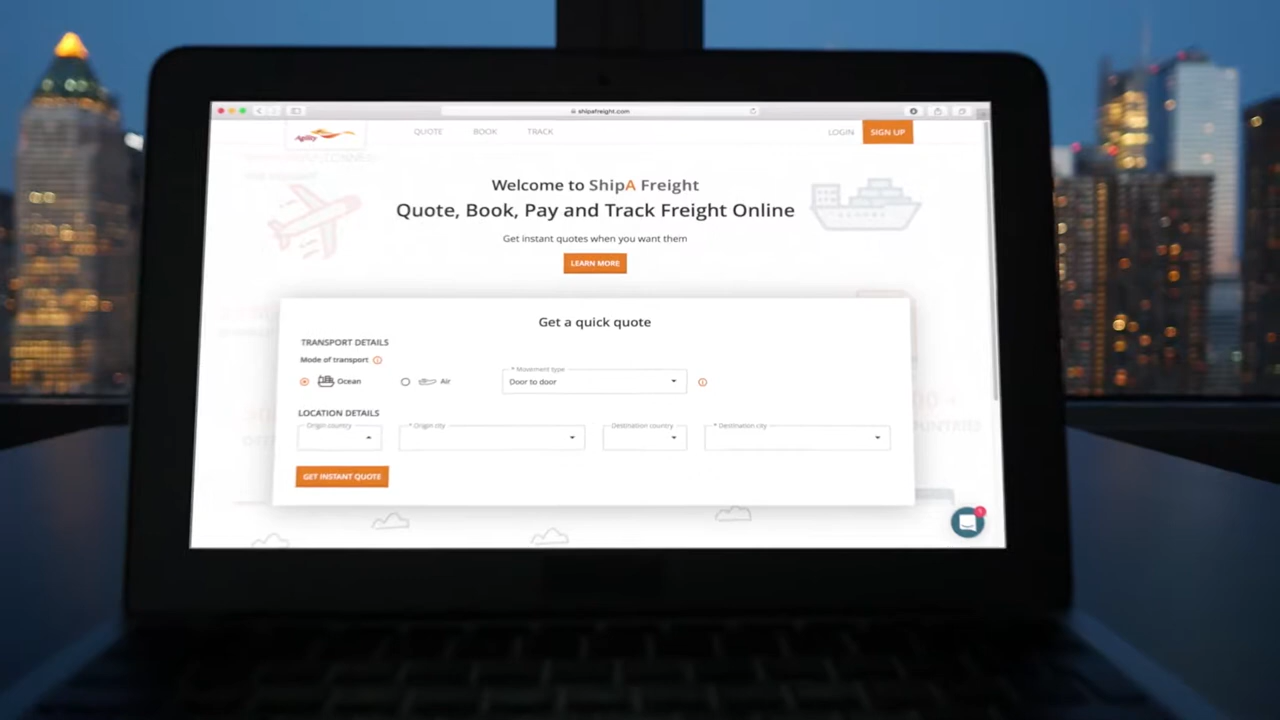 shipafreight.com
Agility
QUOTE BOOK TRACK
LOGIN SIGN UP
Welcome to ShipA Freight
Quote, Book, Pay and Track Freight Online
Get instant quotes when you want them
LEARN MORE
Get a quick quote
TRANSPORT DETAILS
Mode of transport
Ocean Air
* Movement type
Door to door
LOCATION DETAILS
Origin country * Origin city Destination country * Destination city
GET INSTANT QUOTE